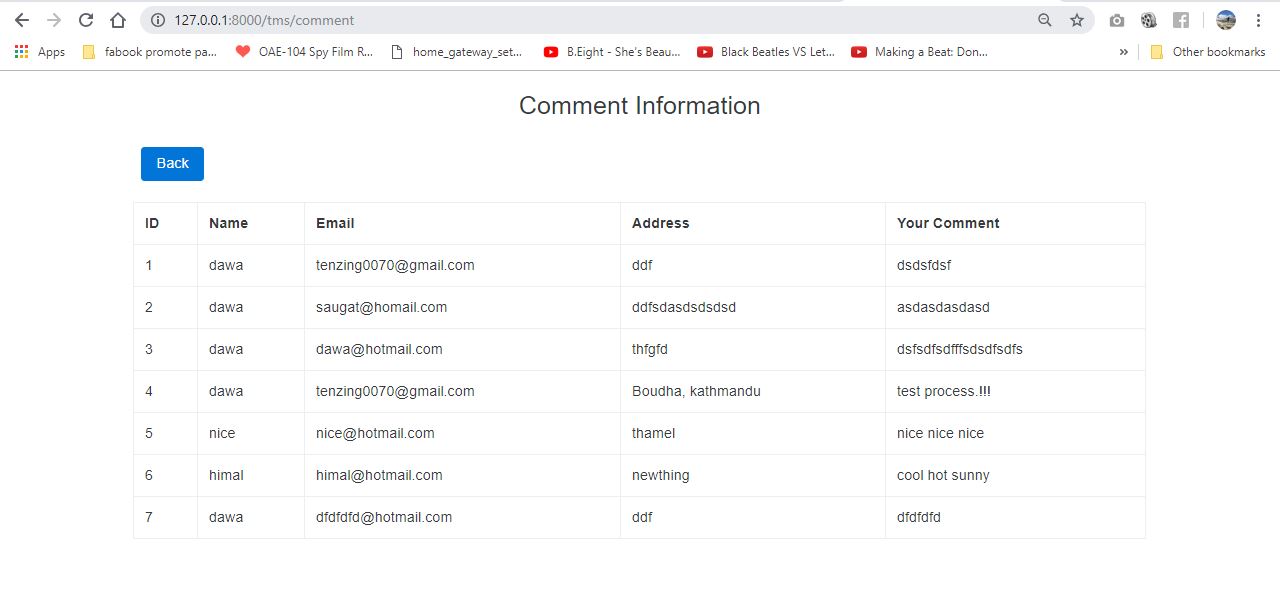 127.0.0.1:8000/tms/comment
Apps fabook promote pa... OAE-104 Spy Film R... home_gateway_set... B.Eight - She's Beau... Black Beatles VS Let... Making a Beat: Don... » Other bookmarks
Comment Information
Back
ID Name Email Address Your Comment
1 dawa tenzing0070@gmail.com ddf dsdsfdsf
2 dawa saugat@homail.com ddfsdasdsdsdsd asdasdasdasd
3 dawa dawa@hotmail.com thfgfd dsfsdfsdfffsdsdfsdfs
4 dawa tenzing0070@gmail.com Boudha, kathmandu test process.!!!
5 nice nice@hotmail.com thamel nice nice nice
6 himal himal@hotmail.com newthing cool hot sunny
7 dawa dfdfdfd@hotmail.com ddf dfdfdfd